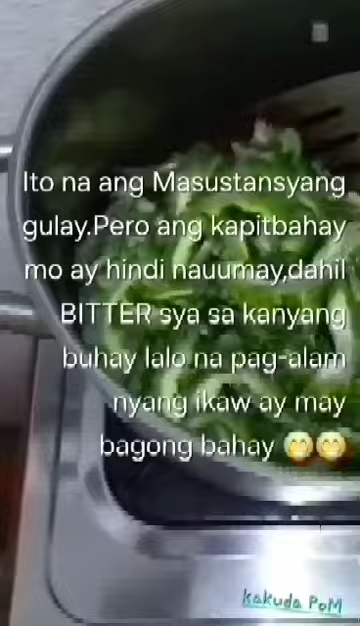 Ito na ang Masustansyang
gulay.Pero ang kapitbahay
mo ay hindi nauumay,dahil
BITTER sya sa kanyang
buhay lalo na pag-alam
nyang ikaw ay may
bagong bahay 🤭🤭
kakuda PoM